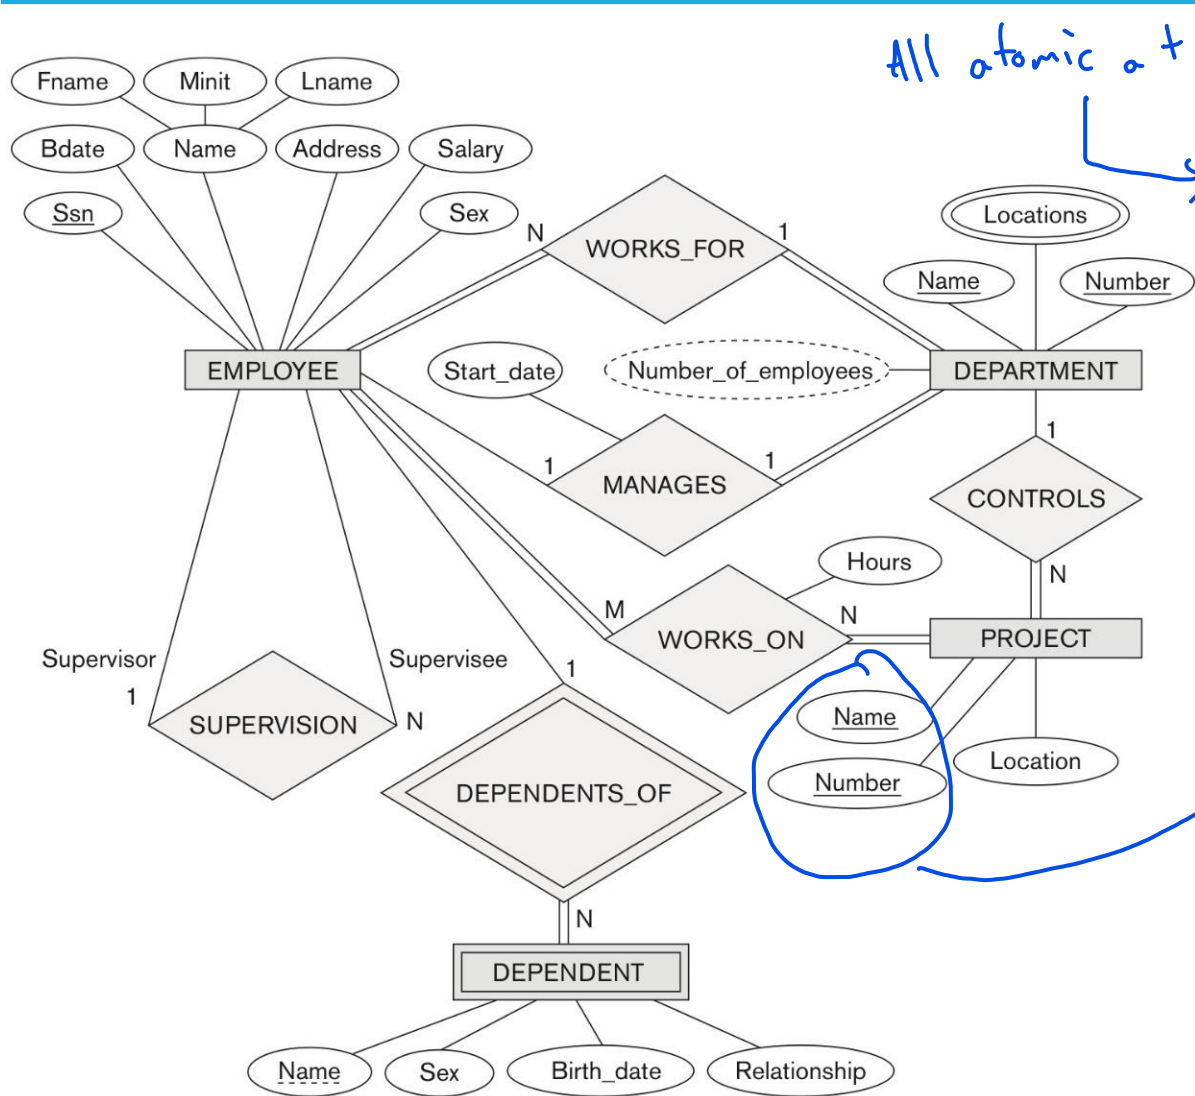 All atomic at
Fname Minit Lname
Bdate Name Address Salary
Ssn Sex
N WORKS_FOR 1
Locations
Name Number
EMPLOYEE Start_date Number_of_employees DEPARTMENT
1 MANAGES 1
1
CONTROLS
N
Hours
M WORKS_ON N
PROJECT
Supervisor 1 SUPERVISION Supervisee N
1
Name
Number
Location
DEPENDENTS_OF
N
DEPENDENT
Name Sex Birth_date Relationship